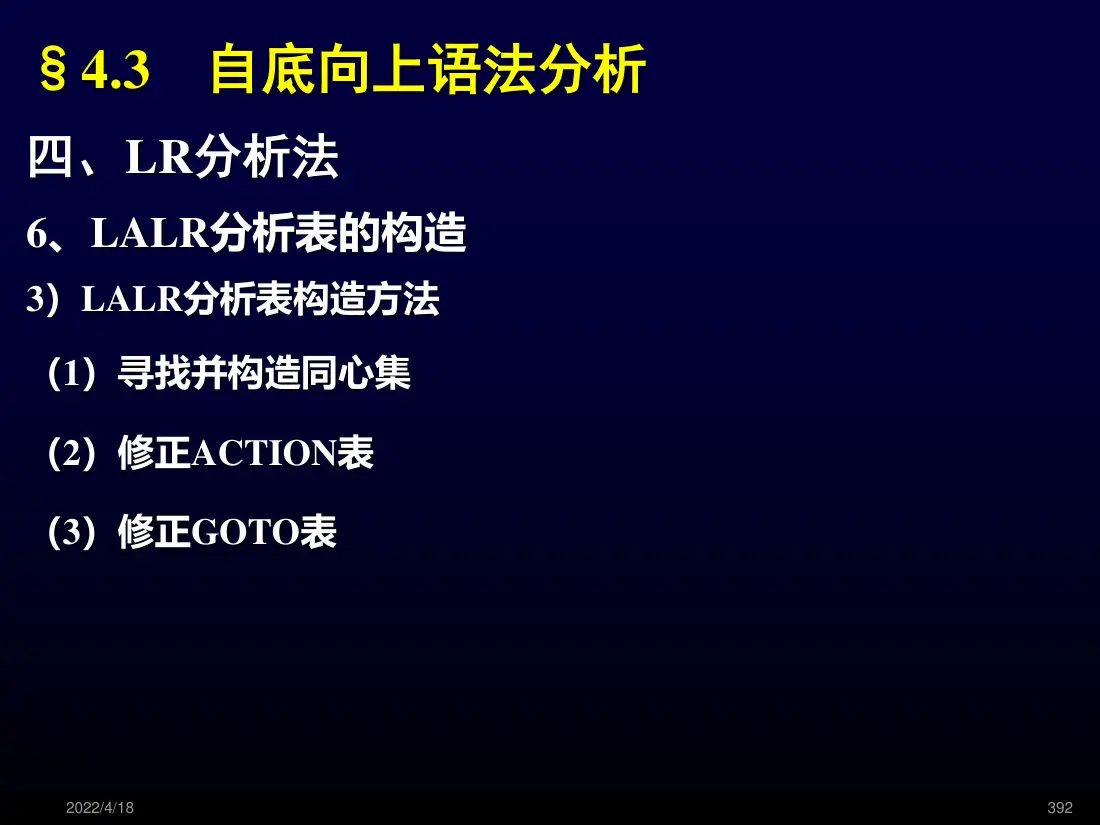 §4.3 自底向上语法分析
四、LR分析法
6、LALR分析表的构造
3）LALR分析表构造方法
（1）寻找并构造同心集
（2）修正ACTION表
（3）修正GOTO表
2022/4/18
392